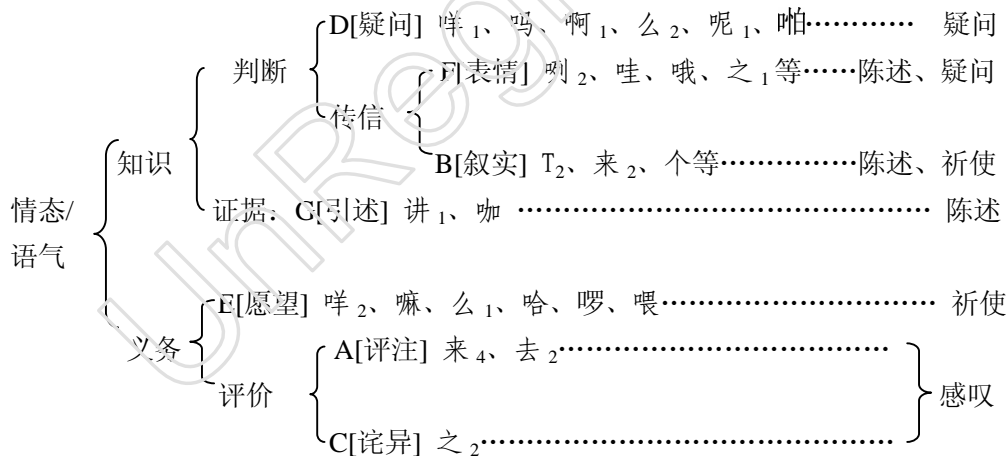 D[疑问] 咩1、吗、啊1、么2、呢1、啪………… 疑问
判断
F[表情] 咧2、哇、哦、之1等……陈述、疑问
传信
B[叙实] T2、来2、个等……………陈述、祈使
知识
证据：G[引述] 讲1、咖 ………………………………………… 陈述
情态/
语气
E[愿望] 咩2、嘛、么1、哈、啰、喂…………………………… 祈使
义务
A[评注] 来4、去2…………………………………
评价
感叹
C[诧异] 之2…………………………………………
UnReg